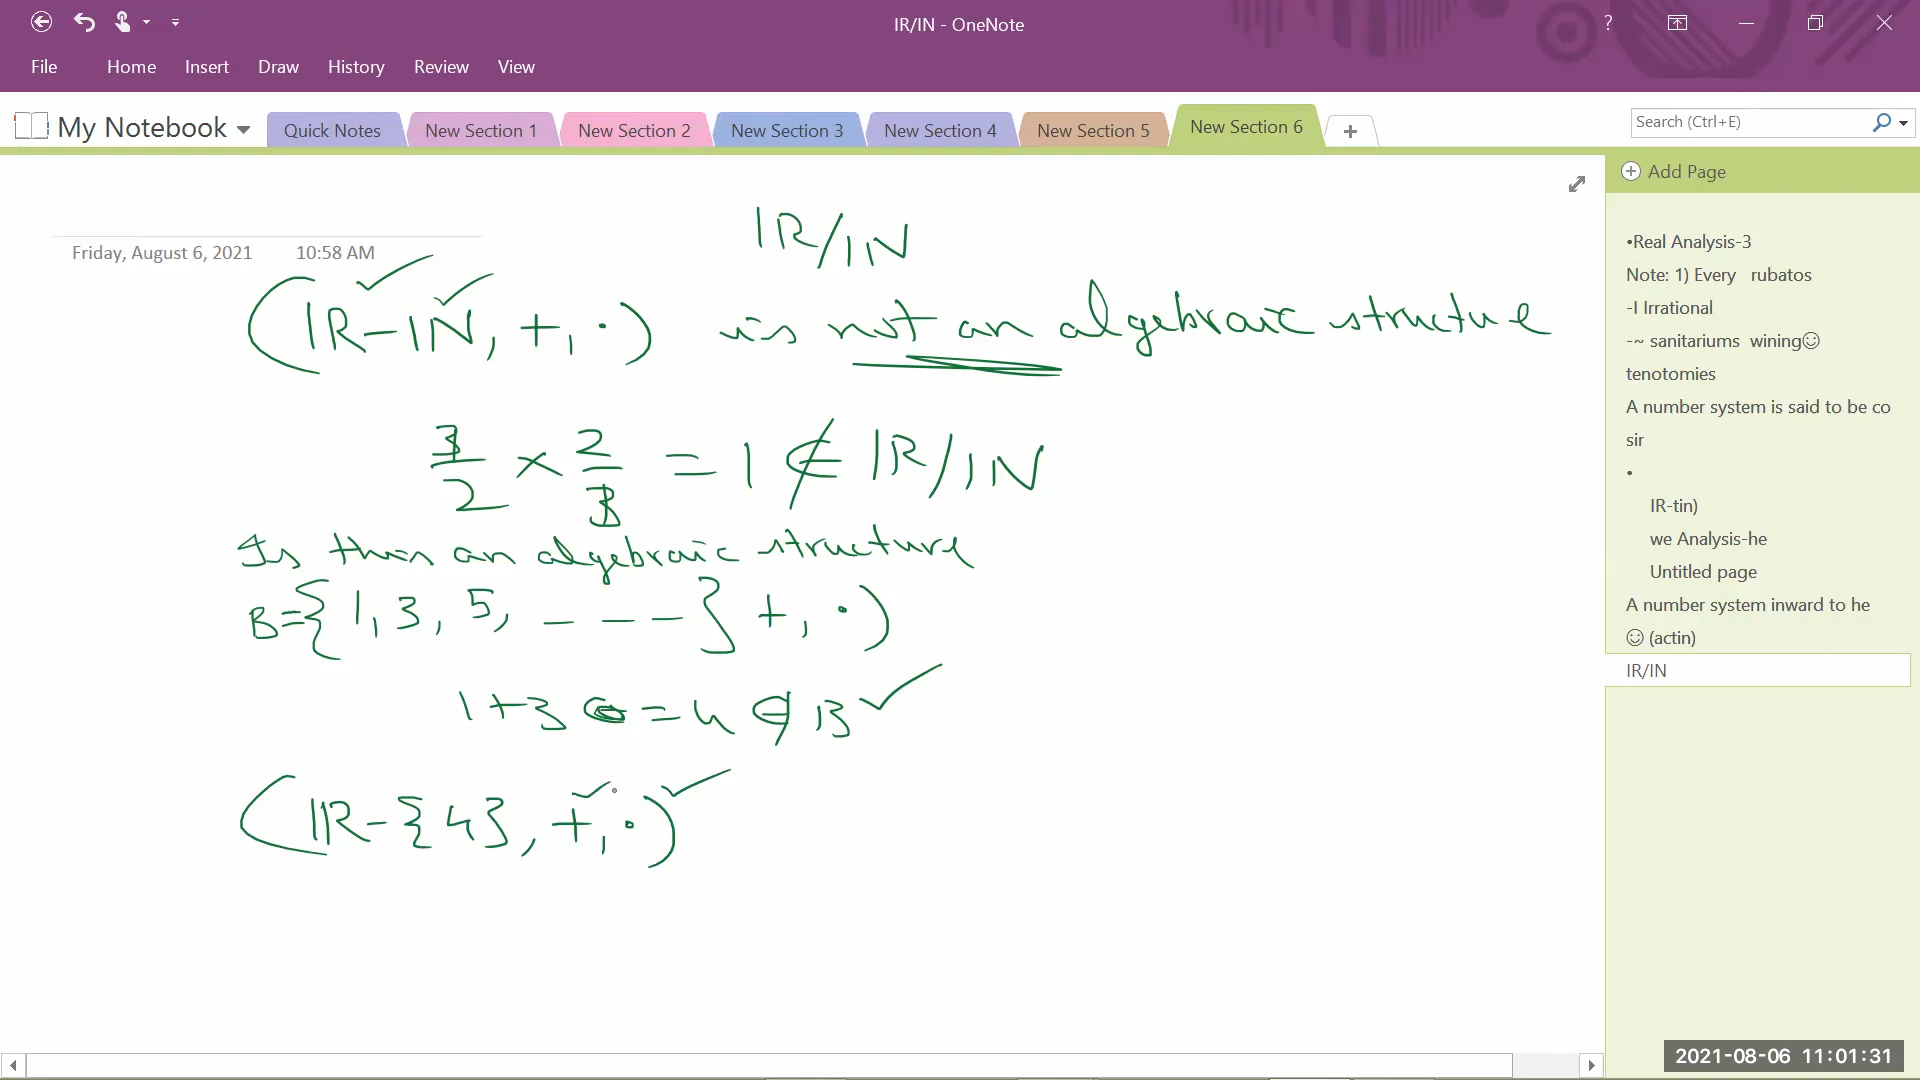 IR/IN - OneNote
?
File Home Insert Draw History Review View
My Notebook Quick Notes New Section 1 New Section 2 New Section 3 New Section 4 New Section 5 New Section 6 + Search (Ctrl+E)
Add Page
Friday, August 6, 2021 10:58 AM
IR/IN
(IR-IN, +, ·) is not an algebraic structure
3/2 × 2/3 = 1 ∉ IR/IN
Is this an algebraic structure
B={1, 3, 5, - - - } +, ·)
1+3 = 4 ∉ B ✓
(IR-{4}, +, ·) ✓
•Real Analysis-3
Note: 1) Every rubatos
-I Irrational
-~ sanitariums wining☺
tenotomies
A number system is said to be co
sir
•
IR-tin)
we Analysis-he
Untitled page
A number system inward to he
☺ (actin)
IR/IN
2021-08-06 11:01:31